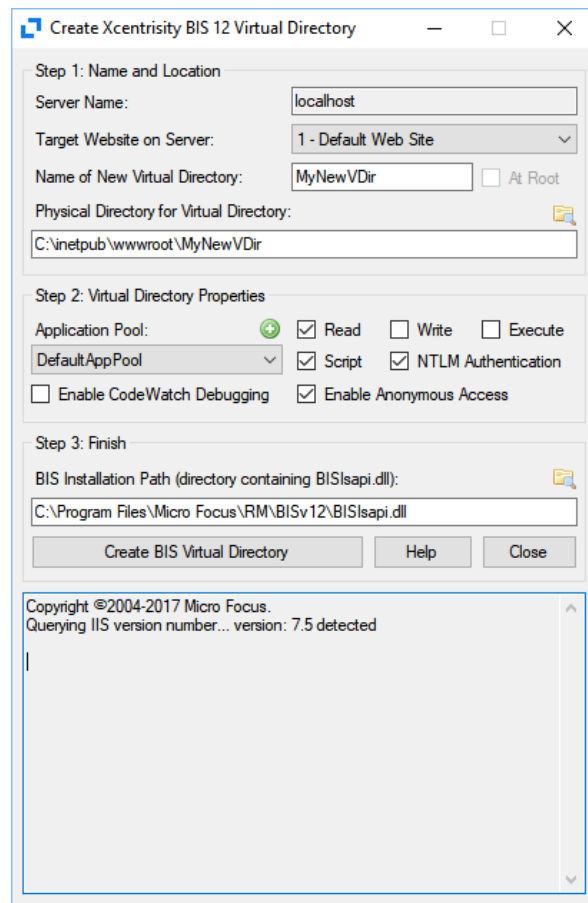 Create Xcentrisity BIS 12 Virtual Directory
Step 1: Name and Location
Server Name: localhost
Target Website on Server: 1 - Default Web Site
Name of New Virtual Directory: MyNewVDir At Root
Physical Directory for Virtual Directory:
C:\inetpub\wwwroot\MyNewVDir
Step 2: Virtual Directory Properties
Application Pool: Read Write Execute
DefaultAppPool Script NTLM Authentication
Enable CodeWatch Debugging Enable Anonymous Access
Step 3: Finish
BIS Installation Path (directory containing BISIsapi.dll):
C:\Program Files\Micro Focus\RM\BISv12\BISIsapi.dll
Create BIS Virtual Directory Help Close
Copyright ©2004-2017 Micro Focus.
Querying IIS version number... version: 7.5 detected